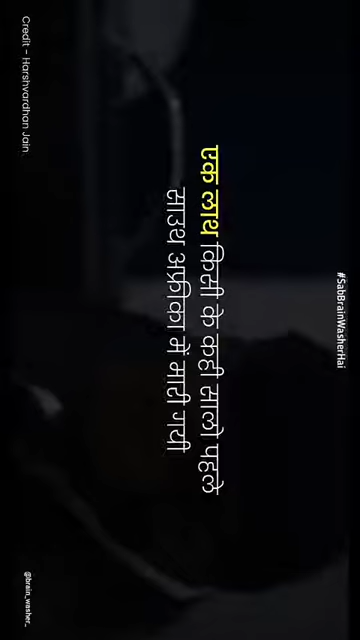 #SabBrainWasherHai
एक लाथ किसी के कही सालो पहले
साउथ अफ्रीका में मारी गयी
Credit - Harshvardhan Jain
@brain_washer_